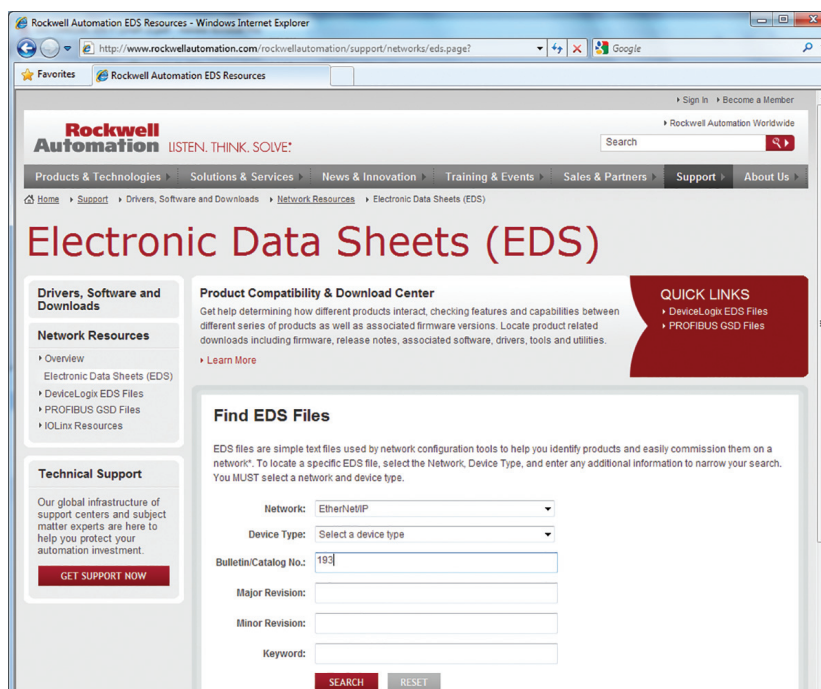 Rockwell Automation EDS Resources - Windows Internet Explorer
http://www.rockwellautomation.com/rockwellautomation/support/networks/eds.page?
Google
Favorites
Rockwell Automation EDS Resources
Sign In Become a Member
Rockwell Automation Worldwide
Rockwell
Automation LISTEN. THINK. SOLVE.
Search
Products & Technologies Solutions & Services News & Innovation Training & Events Sales & Partners Support About Us
Home Support Drivers, Software and Downloads Network Resources Electronic Data Sheets (EDS)
Electronic Data Sheets (EDS)
Drivers, Software and
Downloads
Network Resources
Overview
Electronic Data Sheets (EDS)
DeviceLogix EDS Files
PROFIBUS GSD Files
IOLinx Resources
Technical Support
Our global infrastructure of
support centers and subject
matter experts are here to
help you protect your
automation investment.
GET SUPPORT NOW
Product Compatibility & Download Center
Get help determining how different products interact, checking features and capabilities between
different series of products as well as associated firmware versions. Locate product related
downloads including firmware, release notes, associated software, drivers, tools and utilities.
Learn More
QUICK LINKS
DeviceLogix EDS Files
PROFIBUS GSD Files
Find EDS Files
EDS files are simple text files used by network configuration tools to help you identify products and easily commission them on a
network*. To locate a specific EDS file, select the Network, Device Type, and enter any additional information to narrow your search.
You MUST select a network and device type.
Network: EtherNet/IP
Device Type: Select a device type
Bulletin/Catalog No.: 193
Major Revision:
Minor Revision:
Keyword:
SEARCH RESET